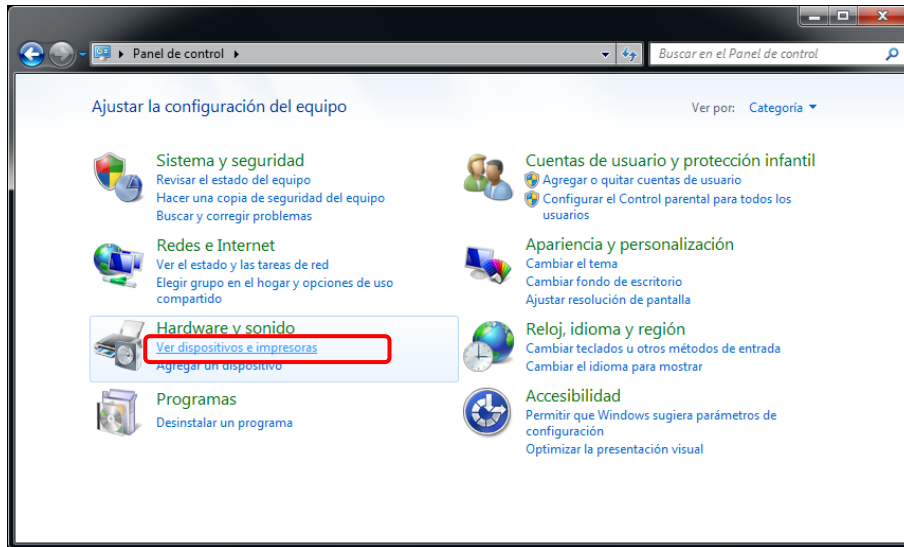 Panel de control
Buscar en el Panel de control
Ajustar la configuración del equipo
Ver por: Categoría
Sistema y seguridad
Revisar el estado del equipo
Hacer una copia de seguridad del equipo
Buscar y corregir problemas
Redes e Internet
Ver el estado y las tareas de red
Elegir grupo en el hogar y opciones de uso
compartido
Hardware y sonido
Ver dispositivos e impresoras
Agregar un dispositivo
Programas
Desinstalar un programa
Cuentas de usuario y protección infantil
Agregar o quitar cuentas de usuario
Configurar el Control parental para todos los
usuarios
Apariencia y personalización
Cambiar el tema
Cambiar fondo de escritorio
Ajustar resolución de pantalla
Reloj, idioma y región
Cambiar teclados u otros métodos de entrada
Cambiar el idioma para mostrar
Accesibilidad
Permitir que Windows sugiera parámetros de
configuración
Optimizar la presentación visual